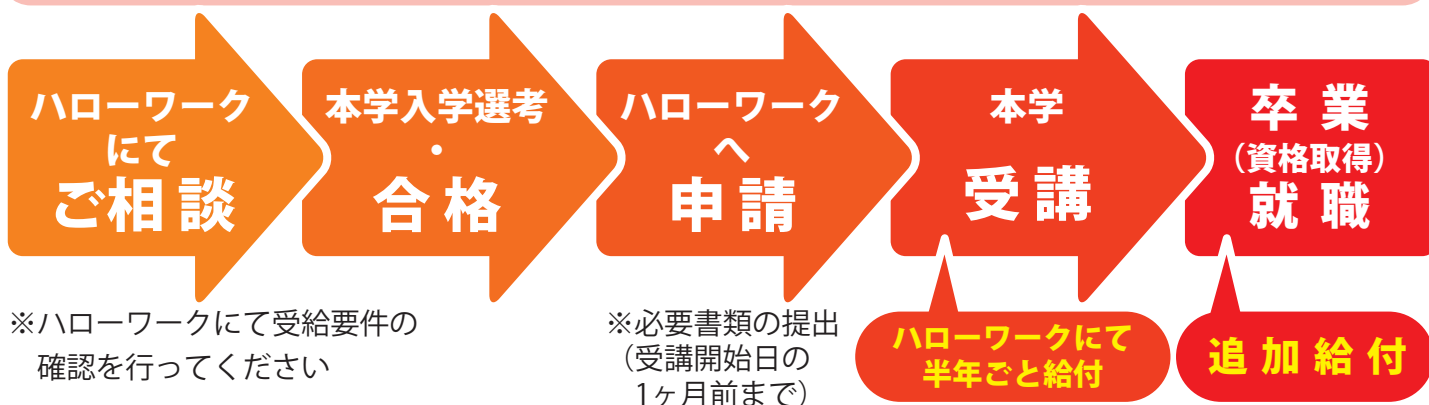 ハローワーク
にて
ご相談
本学入学選考
・
合格
ハローワーク
へ
申請
本学
受講
卒業
（資格取得）
就職
※ハローワークにて受給要件の
確認を行ってください
※必要書類の提出
（受講開始日の
1ヶ月前まで）
ハローワークにて
半年ごと給付
追加給付